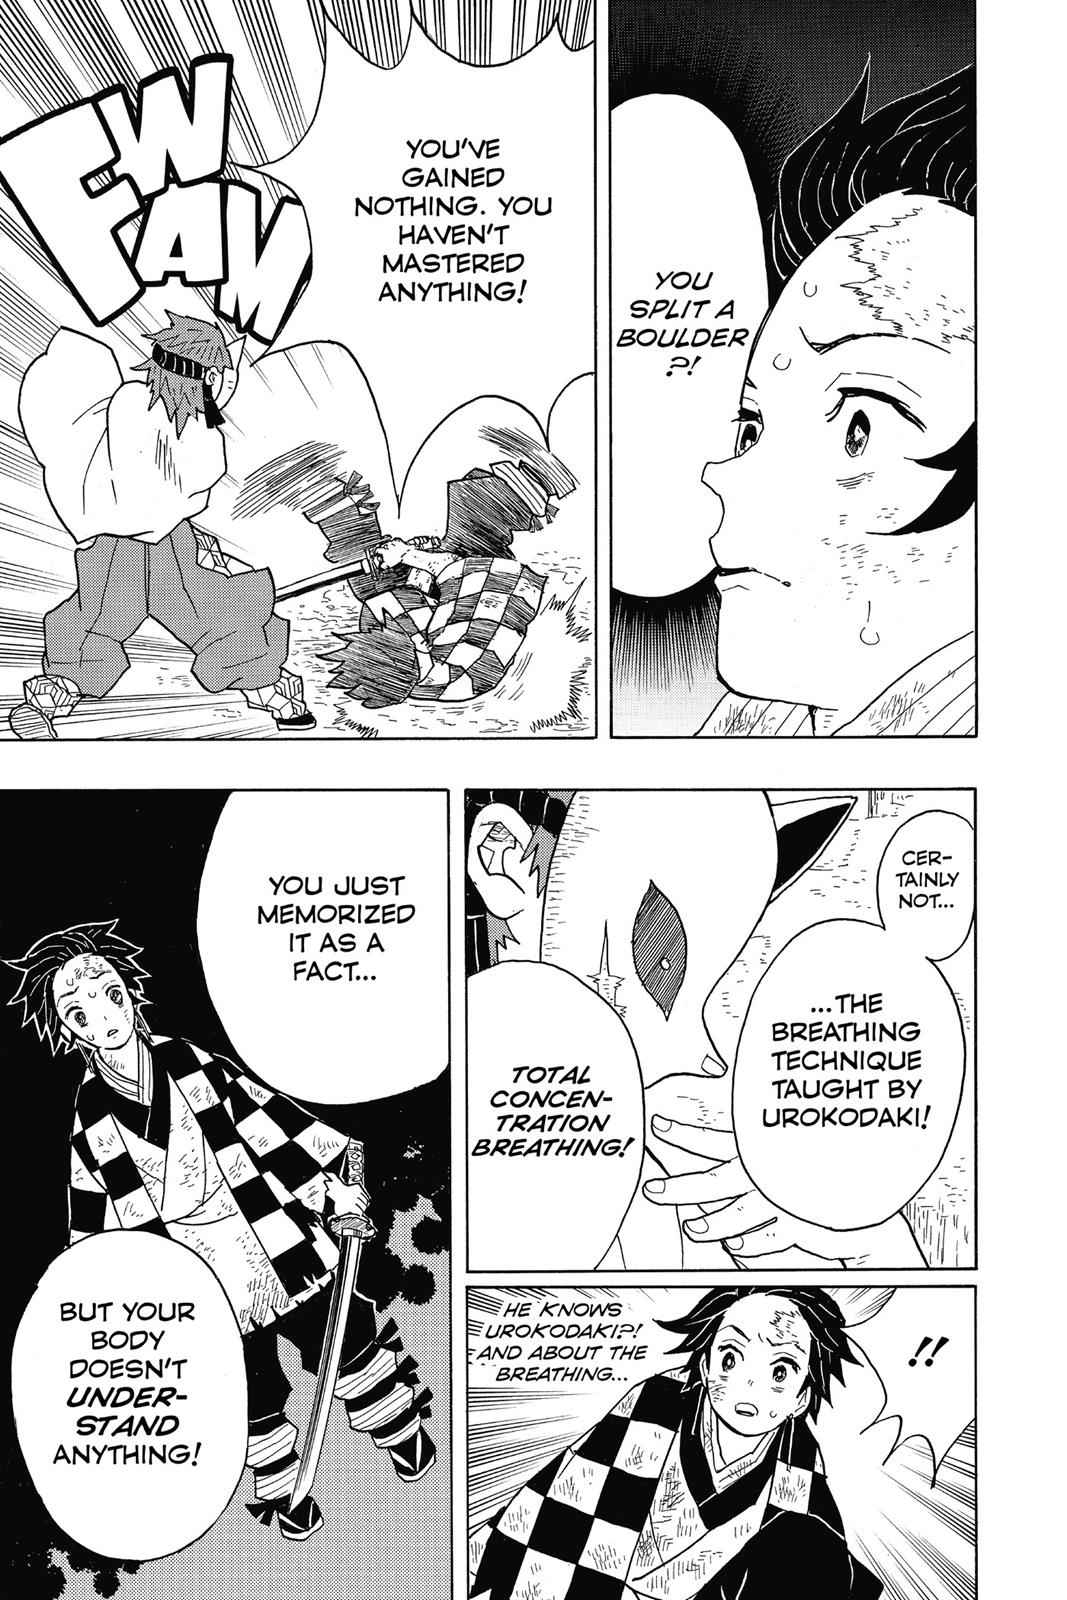 YOU
SPLIT A
BOULDER
?!
YOU'VE
GAINED
NOTHING. YOU
HAVEN'T
MASTERED
ANYTHING!
FWAM
CER-
TAINLY
NOT...
...THE
BREATHING
TECHNIQUE
TAUGHT BY
UROKODAKI!
TOTAL
CONCEN-
TRATION
BREATHING!
!!
HE KNOWS
UROKODAKI?!
AND ABOUT THE
BREATHING...
YOU JUST
MEMORIZED
IT AS A
FACT...
BUT YOUR
BODY
DOESN'T
UNDER-
STAND
ANYTHING!